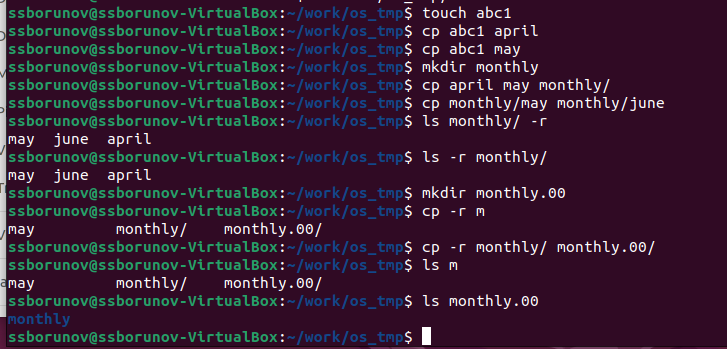 ssborunov@ssborunov-VirtualBox:~/work/os_tmp$ touch abc1
ssborunov@ssborunov-VirtualBox:~/work/os_tmp$ cp abc1 april
ssborunov@ssborunov-VirtualBox:~/work/os_tmp$ cp abc1 may
ssborunov@ssborunov-VirtualBox:~/work/os_tmp$ mkdir monthly
ssborunov@ssborunov-VirtualBox:~/work/os_tmp$ cp april may monthly/
ssborunov@ssborunov-VirtualBox:~/work/os_tmp$ cp monthly/may monthly/june
ssborunov@ssborunov-VirtualBox:~/work/os_tmp$ ls monthly/ -r
may  june  april
ssborunov@ssborunov-VirtualBox:~/work/os_tmp$ ls -r monthly/
may  june  april
ssborunov@ssborunov-VirtualBox:~/work/os_tmp$ mkdir monthly.00
ssborunov@ssborunov-VirtualBox:~/work/os_tmp$ cp -r m
may         monthly/    monthly.00/
ssborunov@ssborunov-VirtualBox:~/work/os_tmp$ cp -r monthly/ monthly.00/
ssborunov@ssborunov-VirtualBox:~/work/os_tmp$ ls m
may         monthly/    monthly.00/
ssborunov@ssborunov-VirtualBox:~/work/os_tmp$ ls monthly.00
monthly
ssborunov@ssborunov-VirtualBox:~/work/os_tmp$